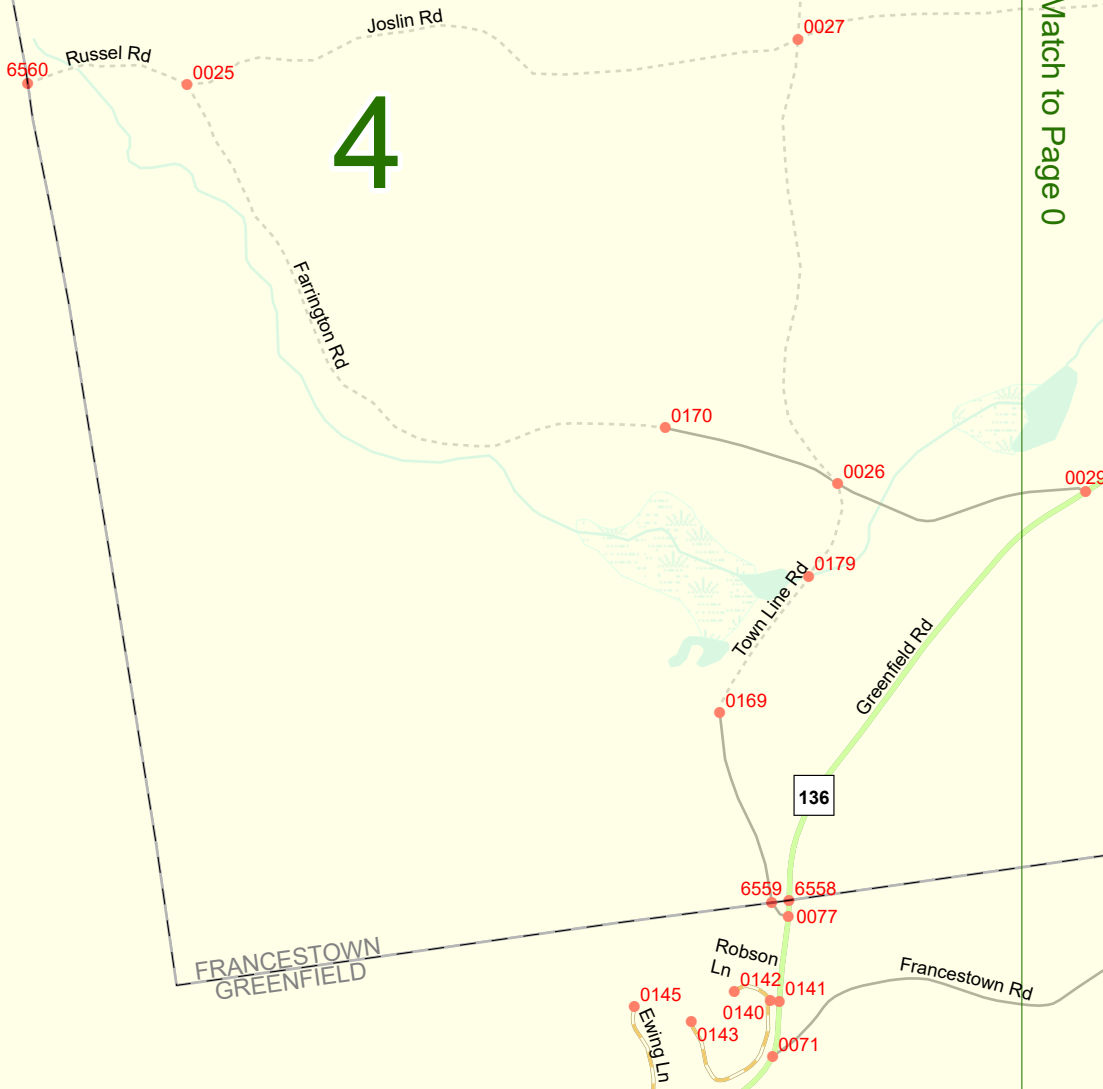 Joslin Rd
0027
Match to Page 0
Russel Rd
6560
0025
4
Farrington Rd
0170
0026
0029
0179
Town Line Rd
Greenfield Rd
0169
136
6559
6558
0077
FRANCESTOWN
GREENFIELD
Robson
Ln
Francestown Rd
0142
0141
0145
0140
0143
Ewing Ln
0071